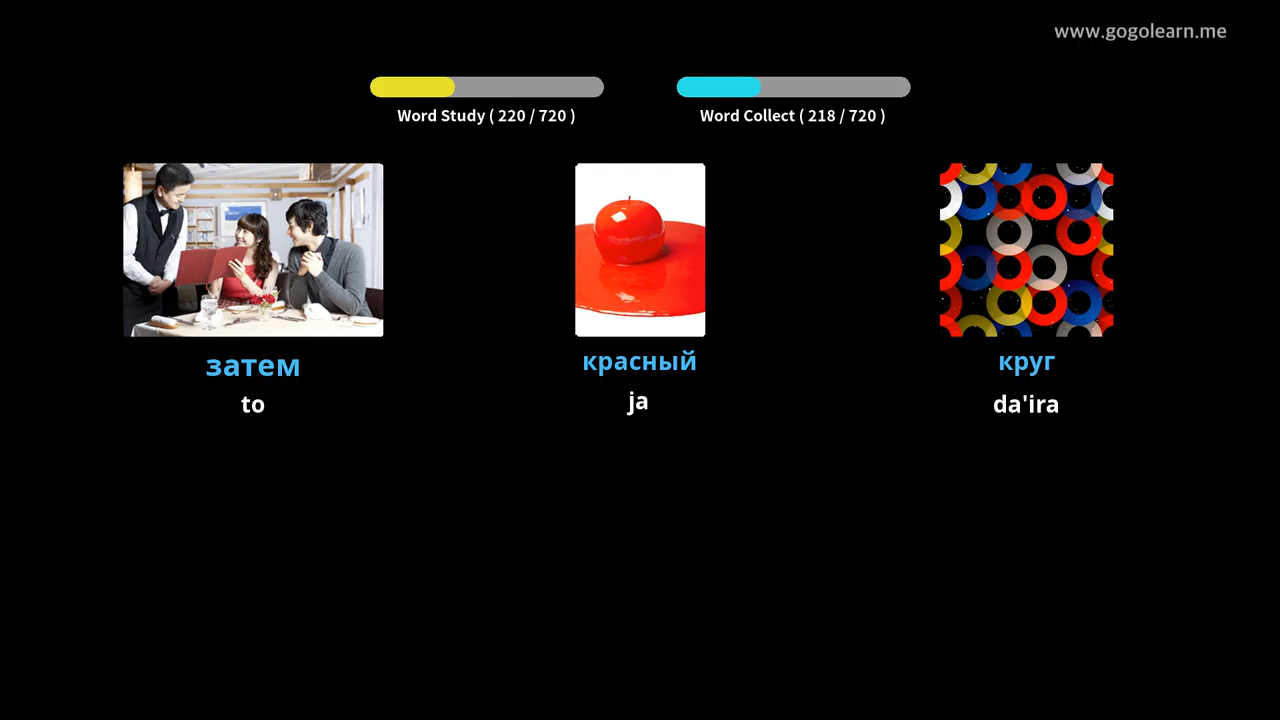 www.gogolearn.me
Word Study ( 220 / 720 )
Word Collect ( 218 / 720 )
затем
красный
круг
to
ja
da'ira